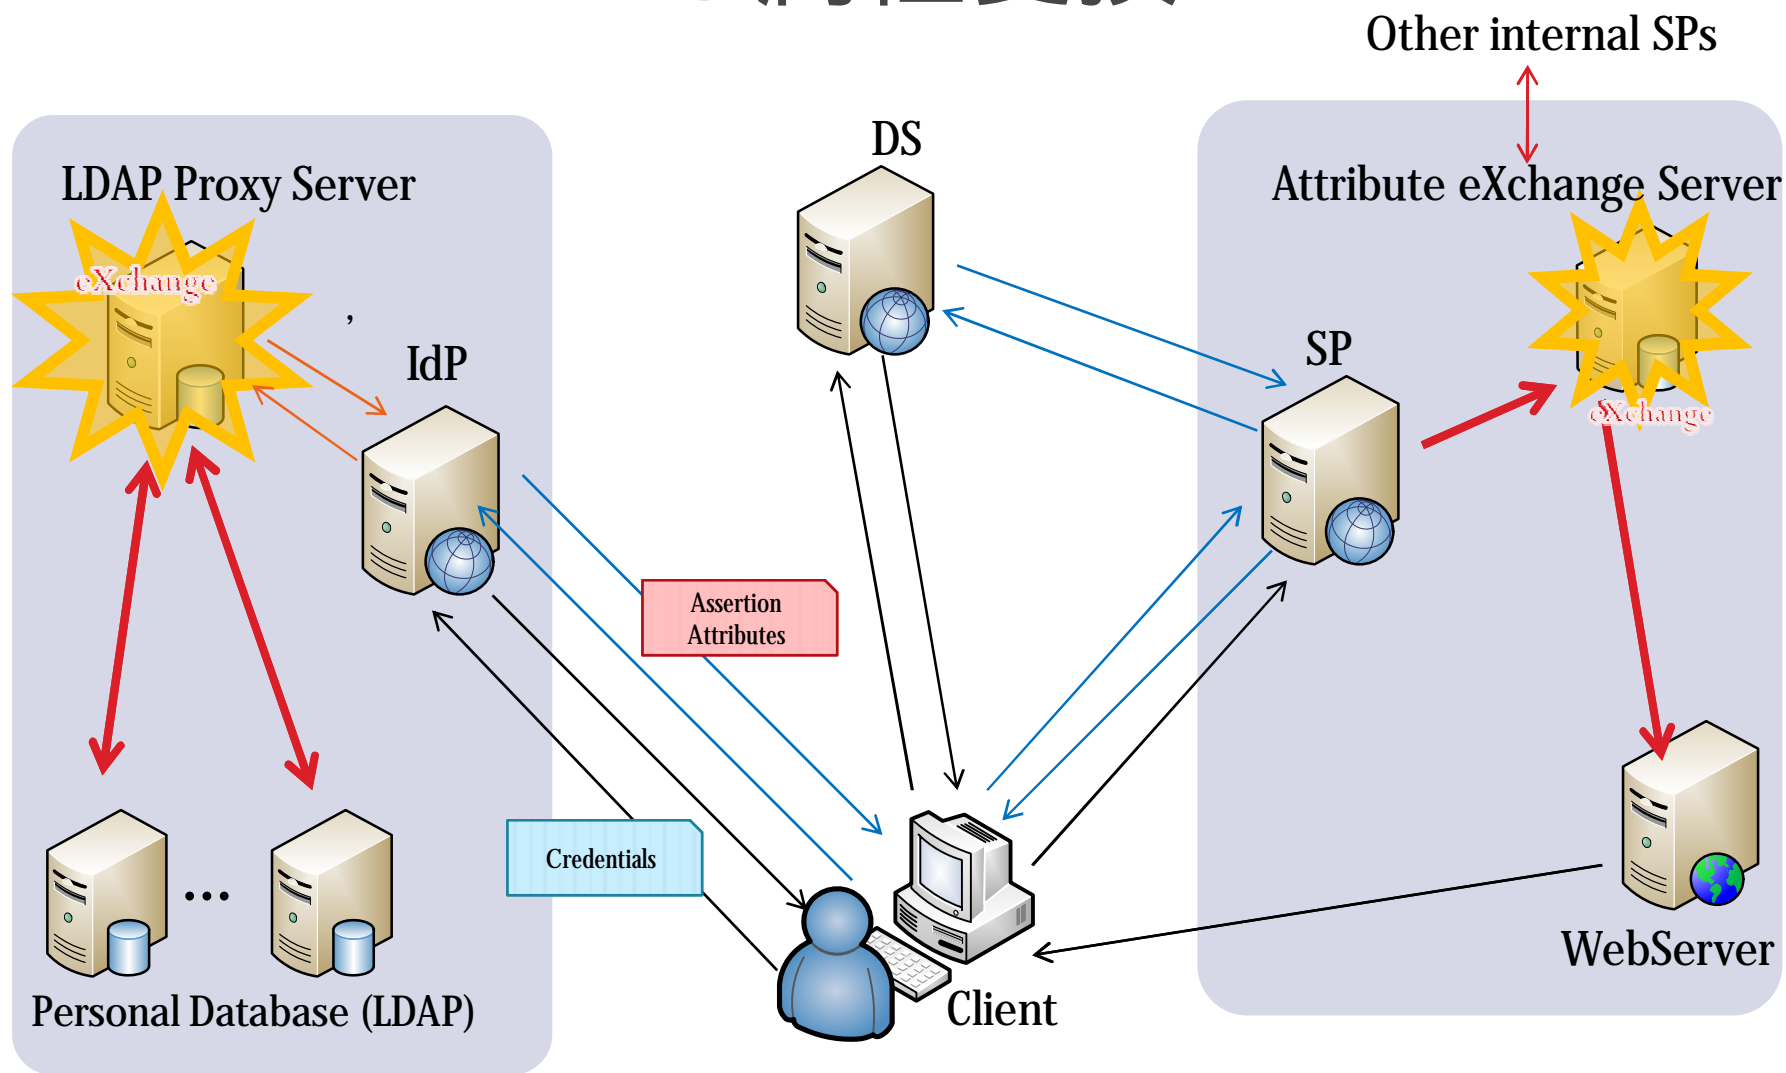 Other internal SPs
DS
LDAP Proxy Server
Attribute eXchange Server
eXchange
,
IdP
SP
eXchange
Assertion
Attributes
Credentials
...
WebServer
Personal Database (LDAP)
Client